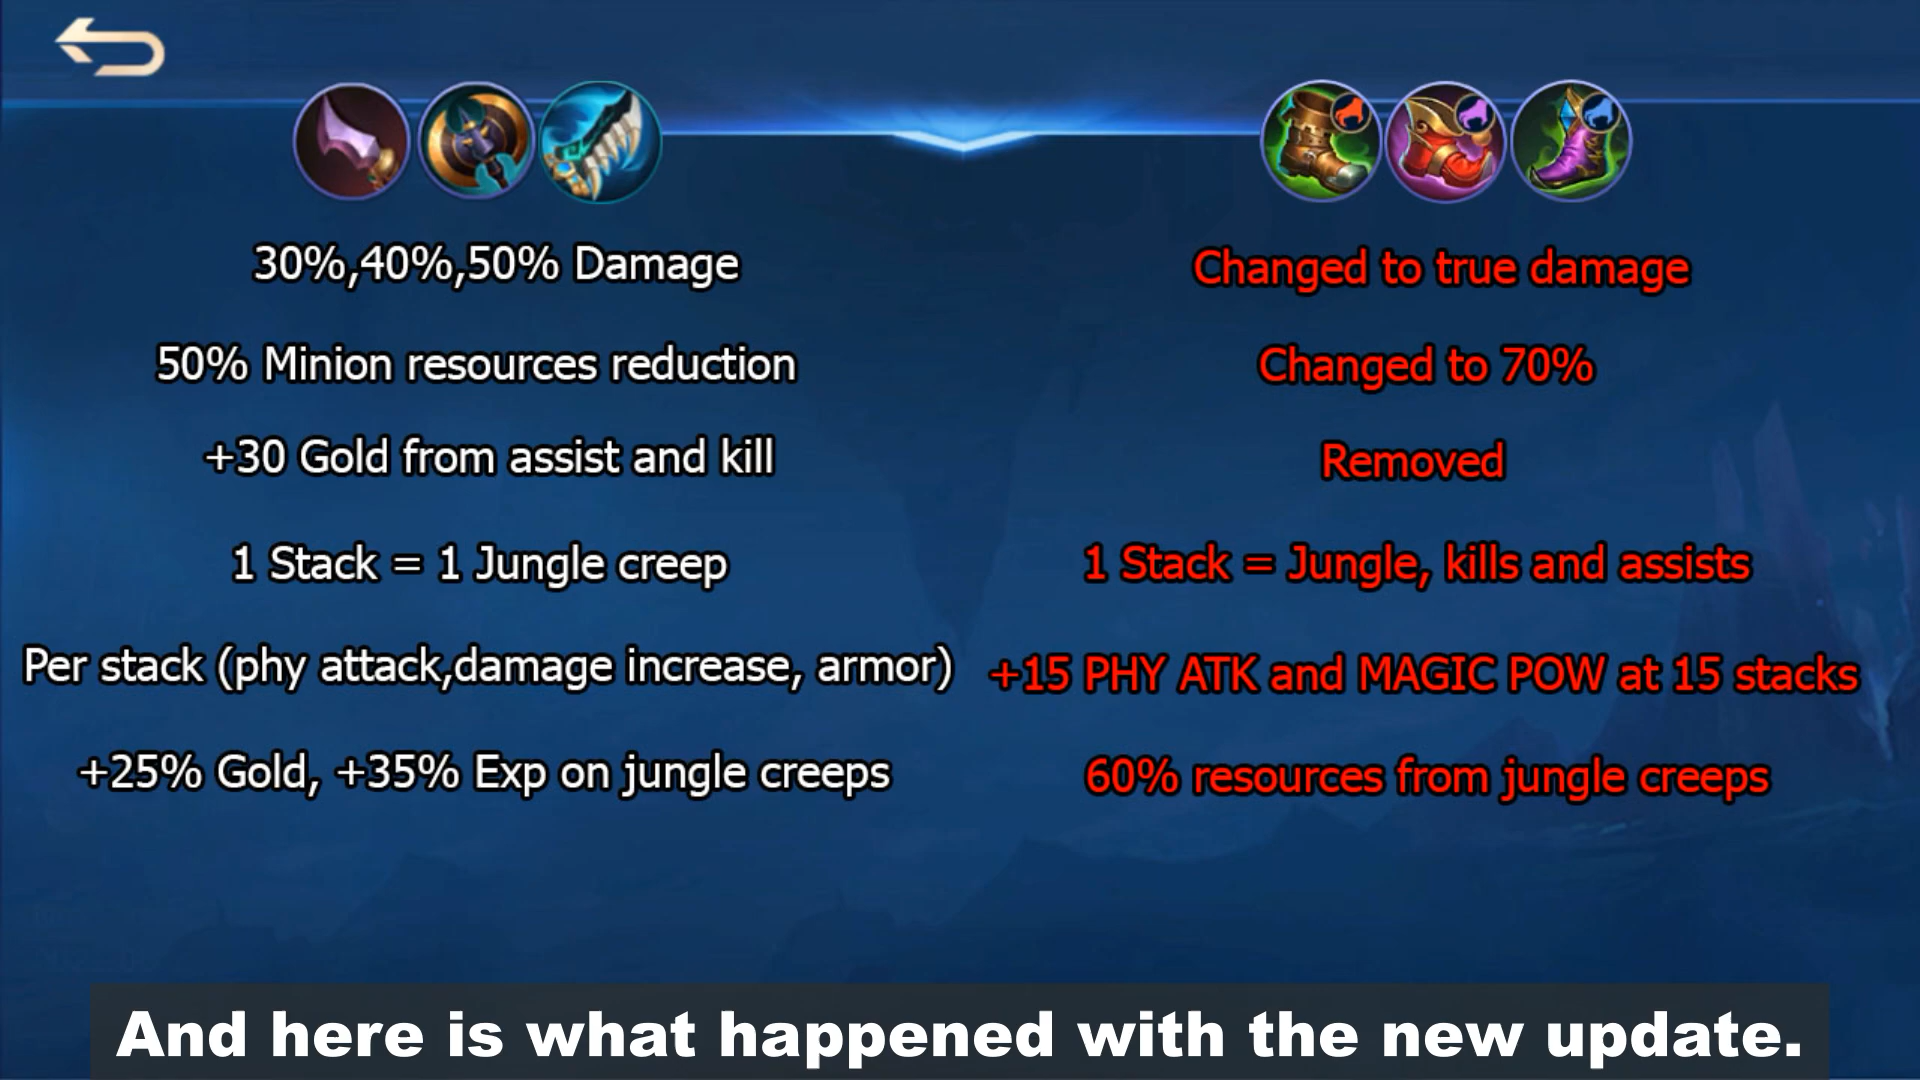 30%,40%,50% Damage
Changed to true damage
50% Minion resources reduction
Changed to 70%
+30 Gold from assist and kill
Removed
1 Stack = 1 Jungle creep
1 Stack = Jungle, kills and assists
Per stack (phy attack,damage increase, armor)
+15 PHY ATK and MAGIC POW at 15 stacks
+25% Gold, +35% Exp on jungle creeps
60% resources from jungle creeps
And here is what happened with the new update.